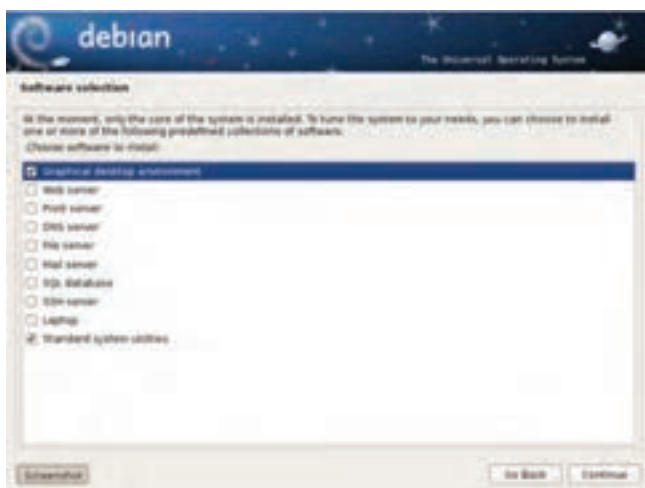 debian
The Universal Operating System
Software selection
At the moment, only the core of the system is installed. To tune the system to your needs, you can choose to install
one or more of the following predefined collections of software.
Choose software to install:
Graphical desktop environment
Web server
Print server
DNS server
File server
Mail server
SQL database
SSH server
Laptop
Standard system utilities
Screenshot
Go Back
Continue